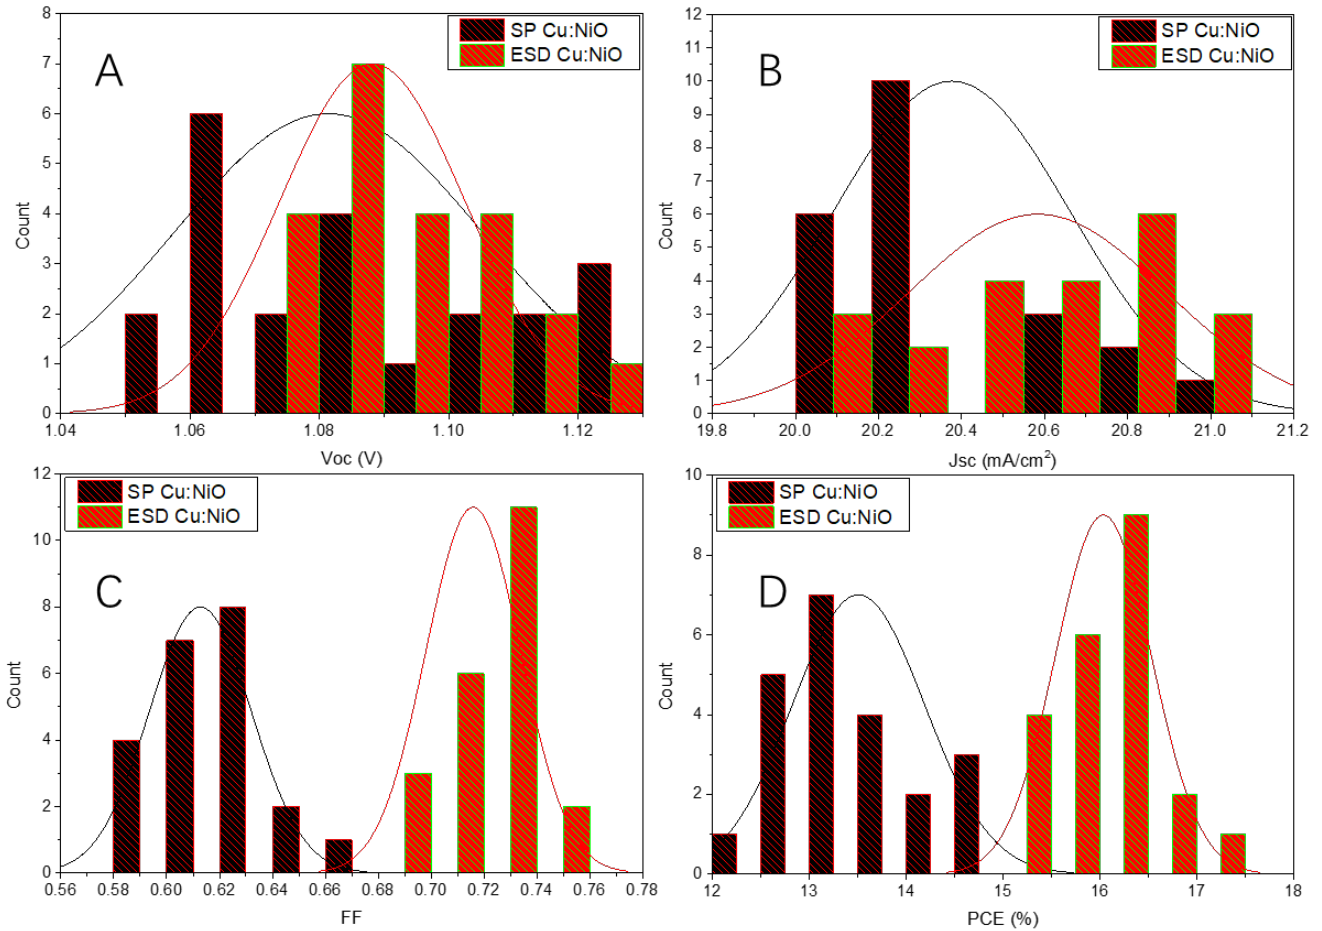 A
SP Cu:NiO
ESD Cu:NiO
8
7
6
5
4
3
2
1
0
Count
1.04 1.06 1.08 1.10 1.12
Voc (V)
B
SP Cu:NiO
ESD Cu:NiO
12
11
10
9
8
7
6
5
4
3
2
1
0
Count
19.8 20.0 20.2 20.4 20.6 20.8 21.0 21.2
Jsc (mA/cm²)
SP Cu:NiO
ESD Cu:NiO
C
12
10
8
6
4
2
0
Count
0.56 0.58 0.60 0.62 0.64 0.66 0.68 0.70 0.72 0.74 0.76 0.78
FF
SP Cu:NiO
ESD Cu:NiO
D
10
8
6
4
2
0
Count
12 13 14 15 16 17 18
PCE (%)